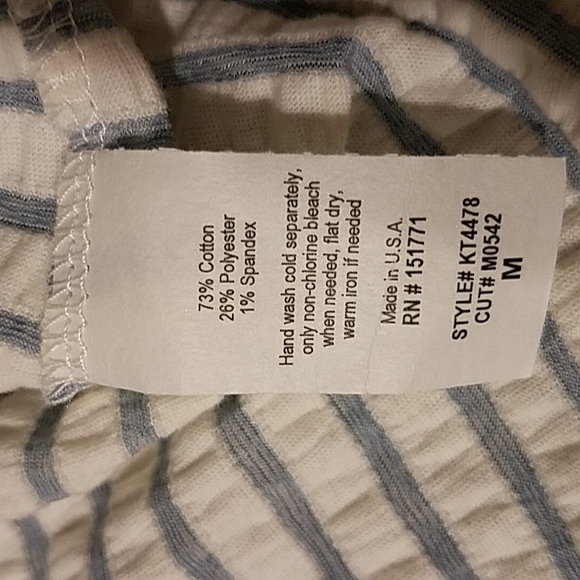 73% Cotton
26% Polyester
1% Spandex
Hand wash cold separately,
only non-chlorine bleach
when needed, flat dry,
warm iron if needed
Made in U.S.A.
RN # 151771
STYLE# KT4478
CUT# M0542
M